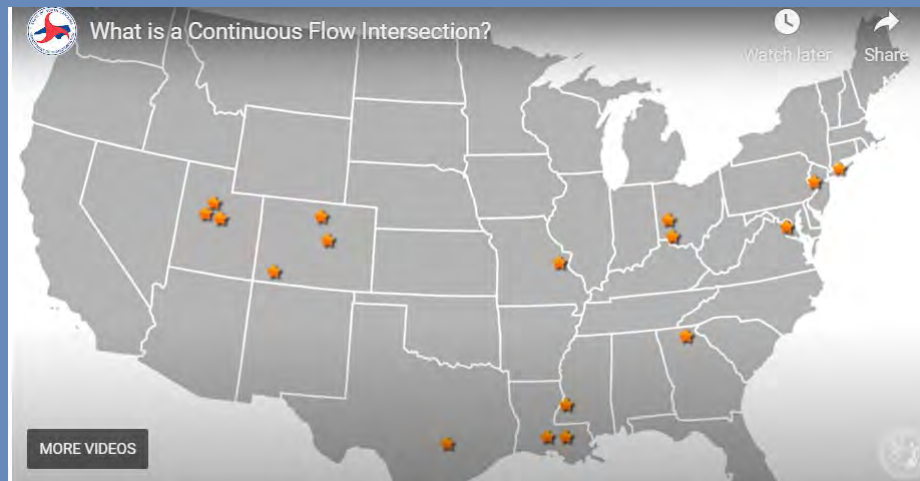 What is a Continuous Flow Intersection?
Watch later
Share
MORE VIDEOS